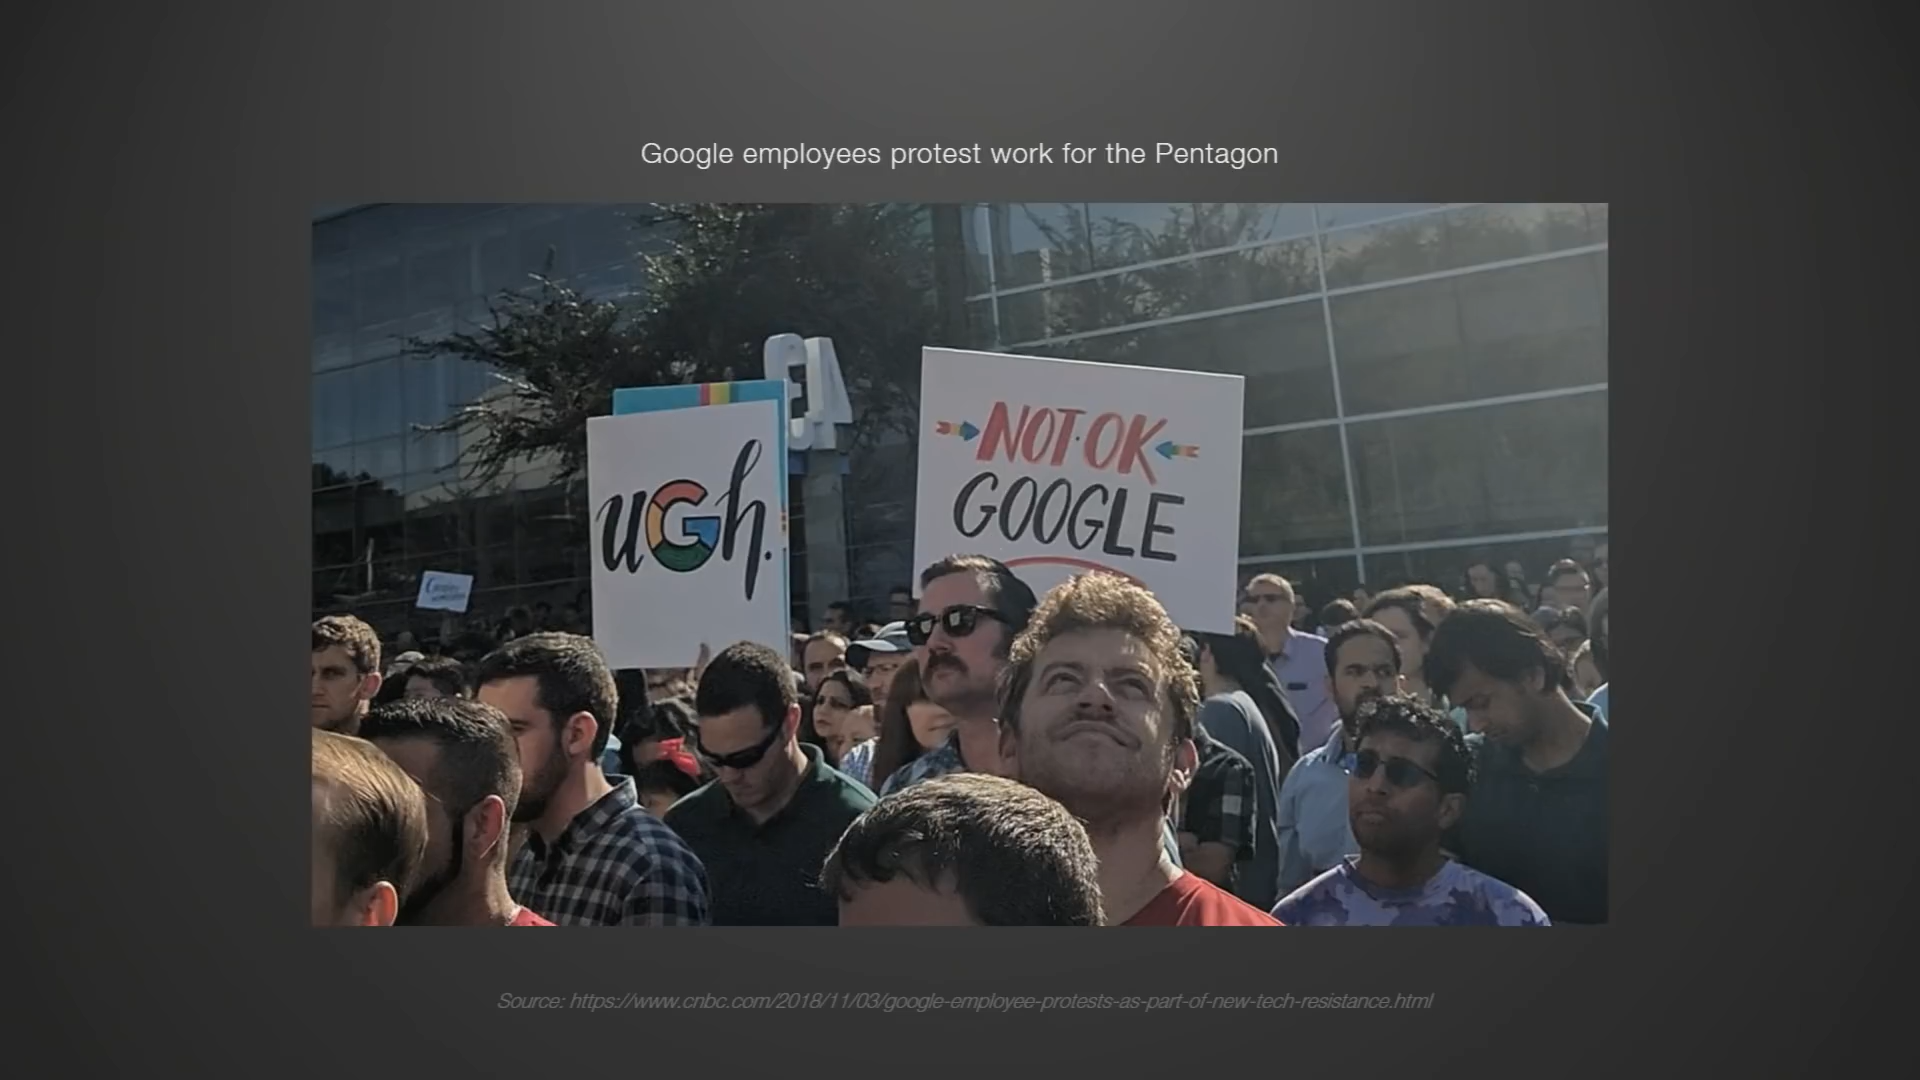 Google employees protest work for the Pentagon
43
uGh.
NOT OK
GOOGLE
Source: https://www.cnbc.com/2018/11/03/google-employee-protests-as-part-of-new-tech-resistance.html